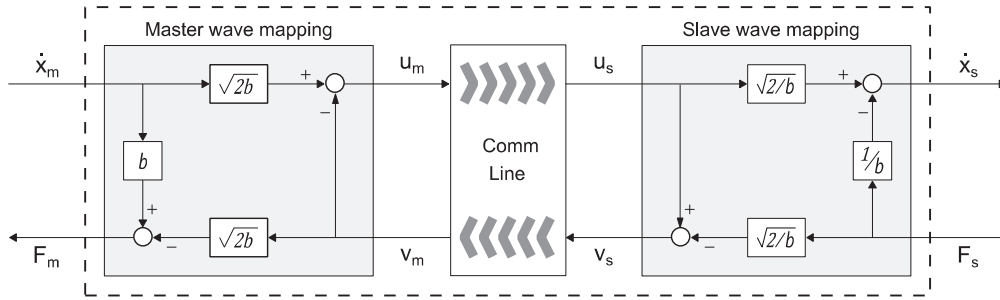 Master wave mapping
Slave wave mapping
ẋm
√2b
+
−
um
us
√2/b
+
−
ẋs
b
Comm
Line
1/b
+
−
√2b
+
−
√2/b
Fm
vm
vs
Fs